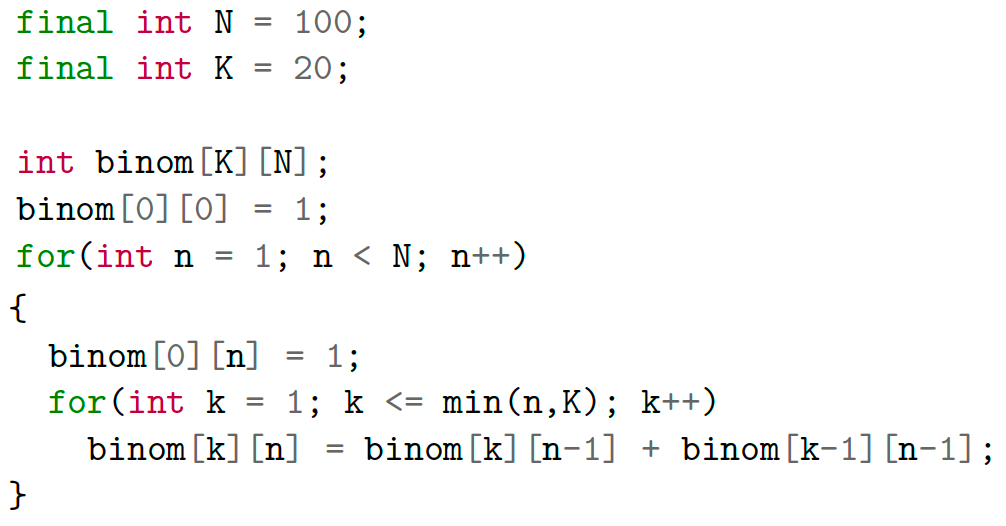 final int N = 100;
final int K = 20;
int binom[K][N];
binom[0][0] = 1;
for(int n = 1; n < N; n++)
{
  binom[0][n] = 1;
  for(int k = 1; k <= min(n,K); k++)
    binom[k][n] = binom[k][n-1] + binom[k-1][n-1];
}